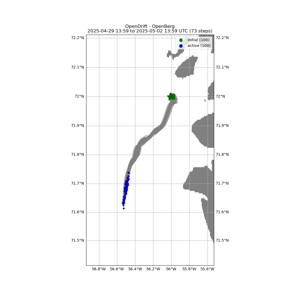 OpenDrift - OpenBerg
2025-04-29 13:59 to 2025-05-02 13:59 UTC (73 steps)
72.2°N 72.2°N
initial (100)
active (100)
72.1°N 72.1°N
72.0°N 72.0°N
71.9°N 71.9°N
71.8°N 71.8°N
71.7°N 71.7°N
71.6°N 71.6°N
71.5°N 71.5°N
56.8°W 56.6°W 56.4°W 56.2°W 56°W 55.8°W 55.6°W